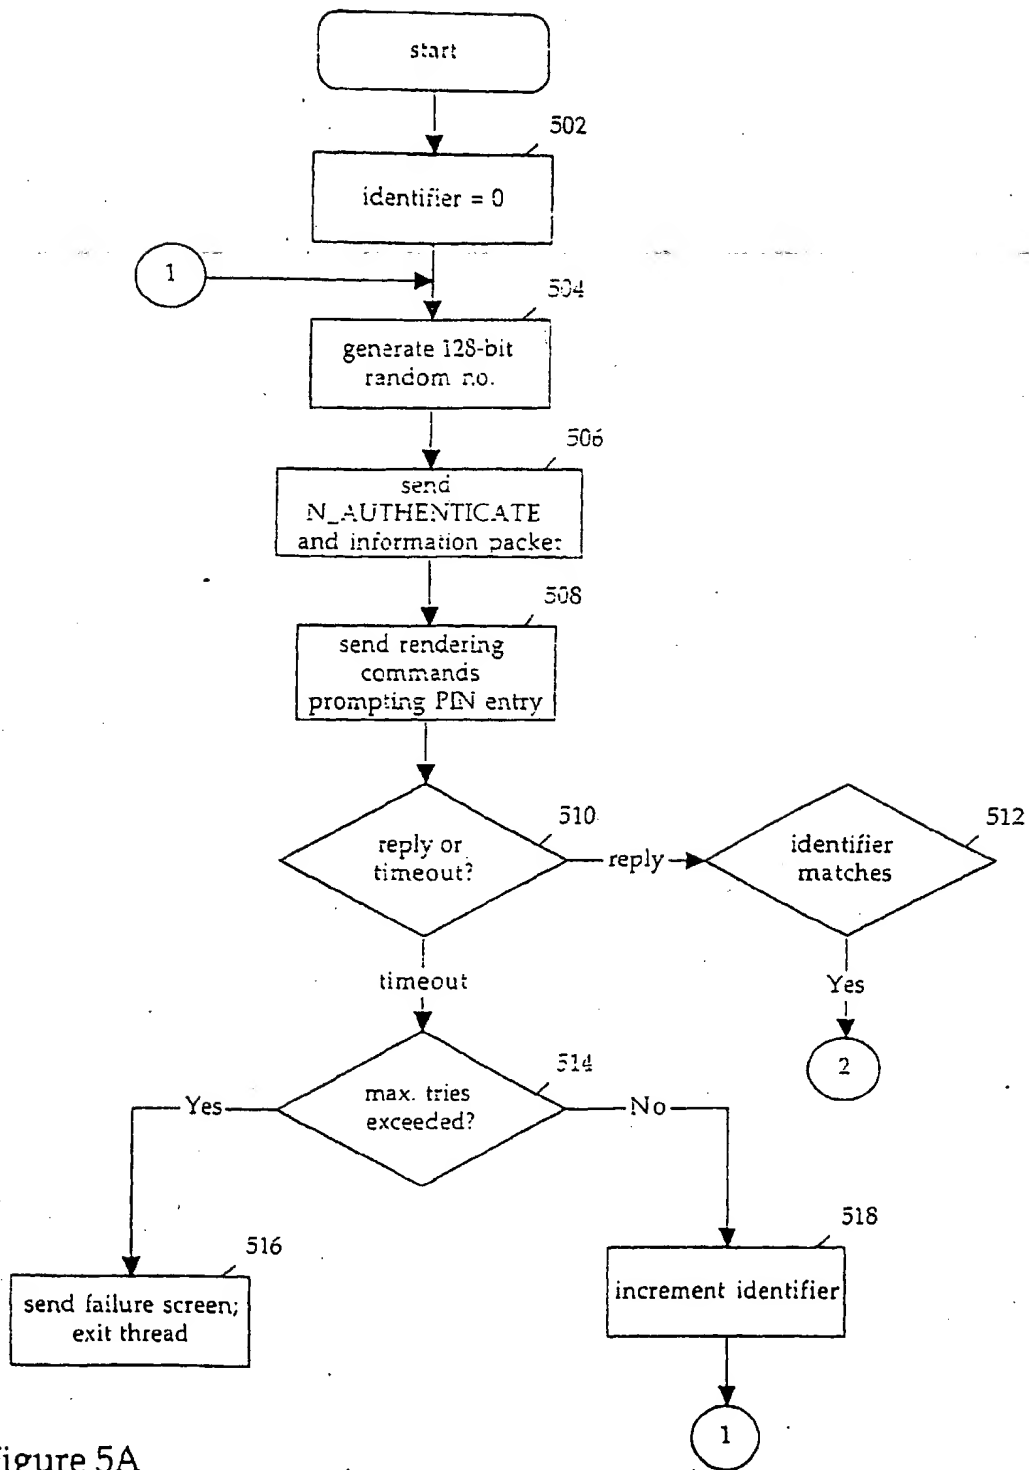 start
502
identifier = 0
1
504
generate 128-bit
random no.
506
send
N_AUTHENTICATE
and information packet
508
send rendering
commands
prompting PIN entry
510
reply or
timeout?
reply
512
identifier
matches
timeout
Yes
2
514
max. tries
exceeded?
Yes
No
516
send failure screen;
exit thread
518
increment identifier
1
igure 5A